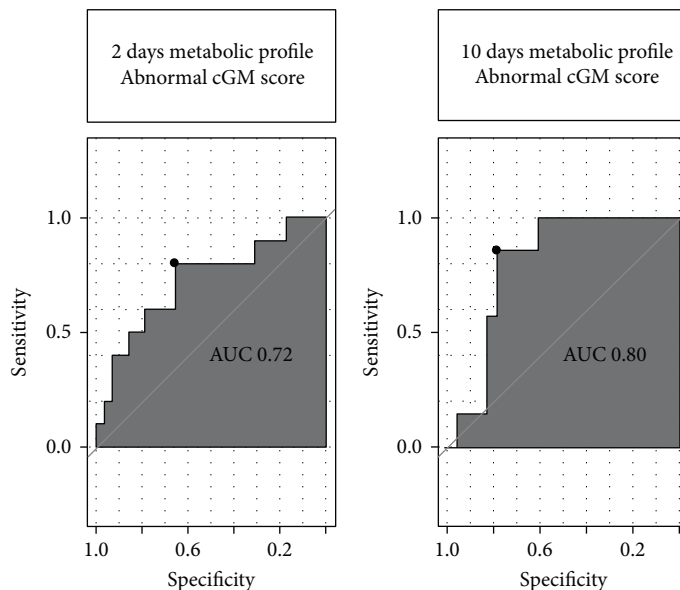 2 days metabolic profile
Abnormal cGM score
10 days metabolic profile
Abnormal cGM score
1.0
0.5
0.0
Sensitivity
AUC 0.72
1.0 0.6 0.2
Specificity
1.0
0.5
0.0
Sensitivity
AUC 0.80
1.0 0.6 0.2
Specificity